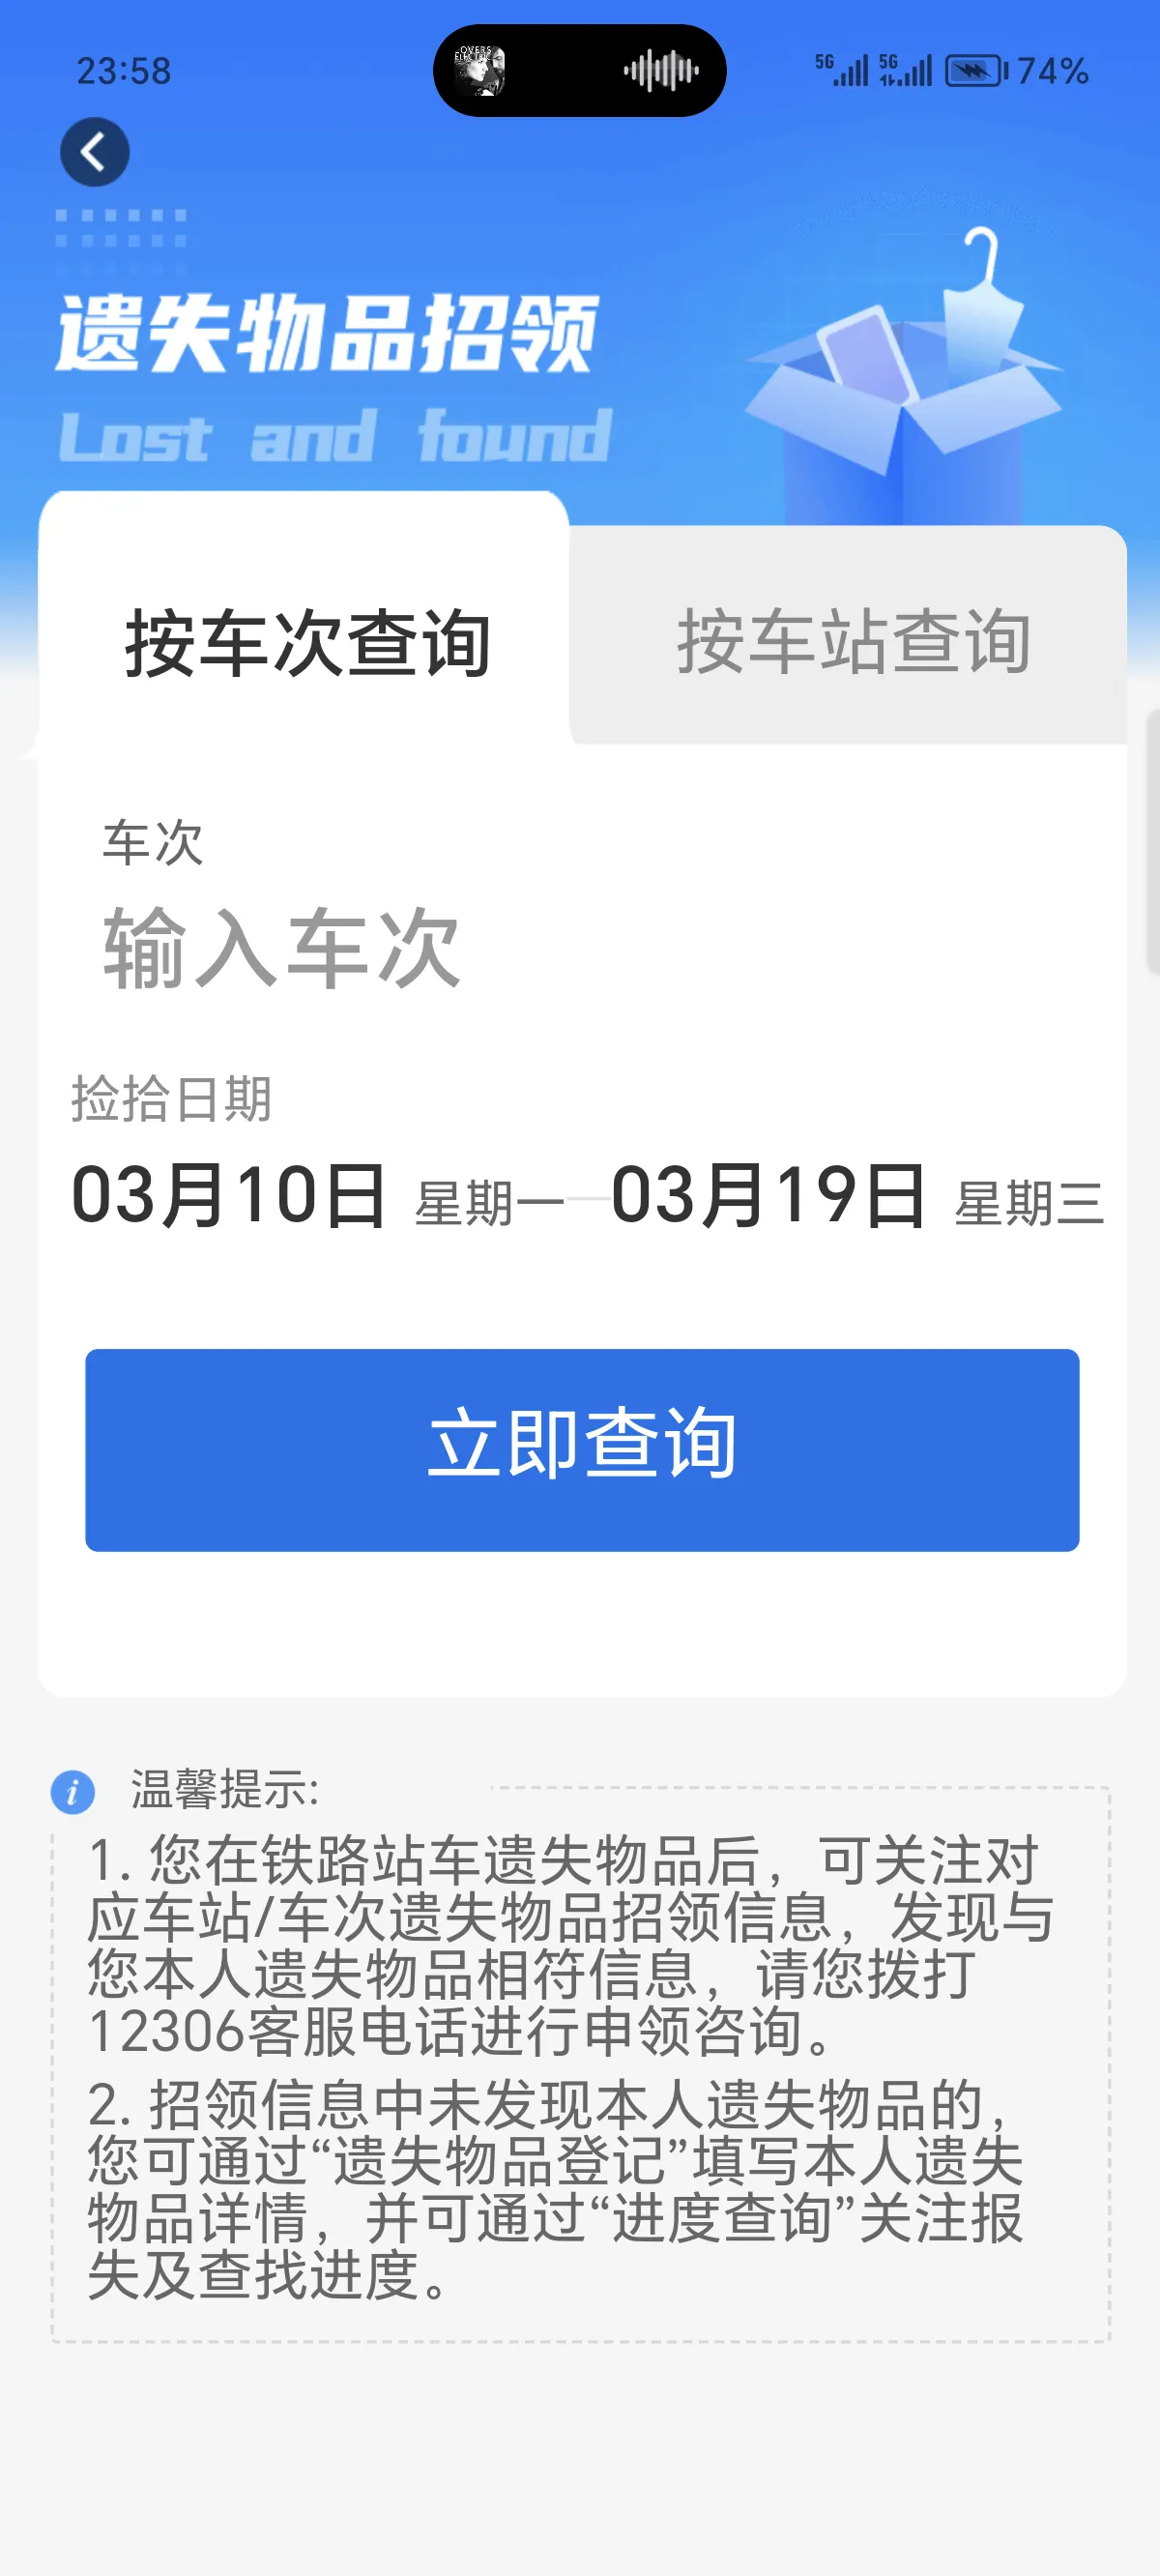 23:58
OVERS
ELECTRIC
5G 5G 74%
遗失物品招领
Lost and found
按车次查询
按车站查询
车次
输入车次
捡拾日期
03月10日 星期一—03月19日 星期三
立即查询
温馨提示:
1. 您在铁路站车遗失物品后，可关注对
应车站/车次遗失物品招领信息，发现与
您本人遗失物品相符信息，请您拨打
12306客服电话进行申领咨询。
2. 招领信息中未发现本人遗失物品的，
您可通过“遗失物品登记”填写本人遗失
物品详情，并可通过“进度查询”关注报
失及查找进度。